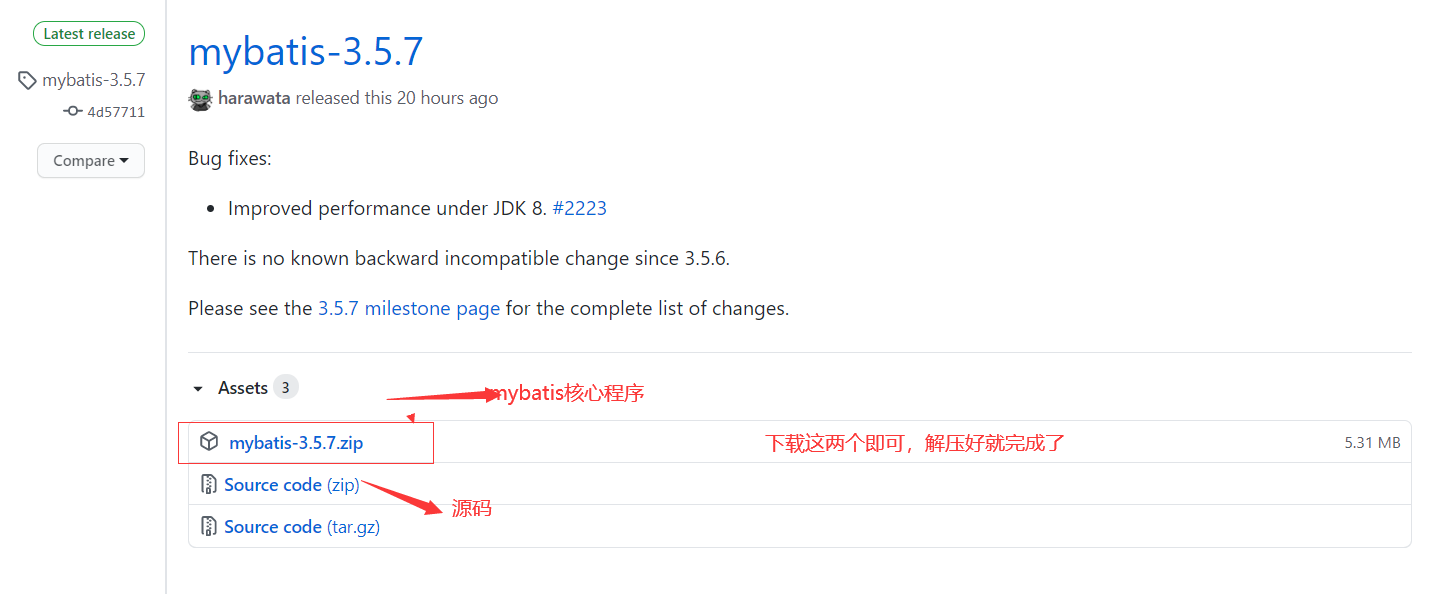 Latest release
mybatis-3.5.7
4d57711
Compare
mybatis-3.5.7
harawata released this 20 hours ago
Bug fixes:
Improved performance under JDK 8. #2223
There is no known backward incompatible change since 3.5.6.
Please see the 3.5.7 milestone page for the complete list of changes.
Assets 3
mybatis核心程序
mybatis-3.5.7.zip
下载这两个即可，解压好就完成了
5.31 MB
Source code (zip)
源码
Source code (tar.gz)